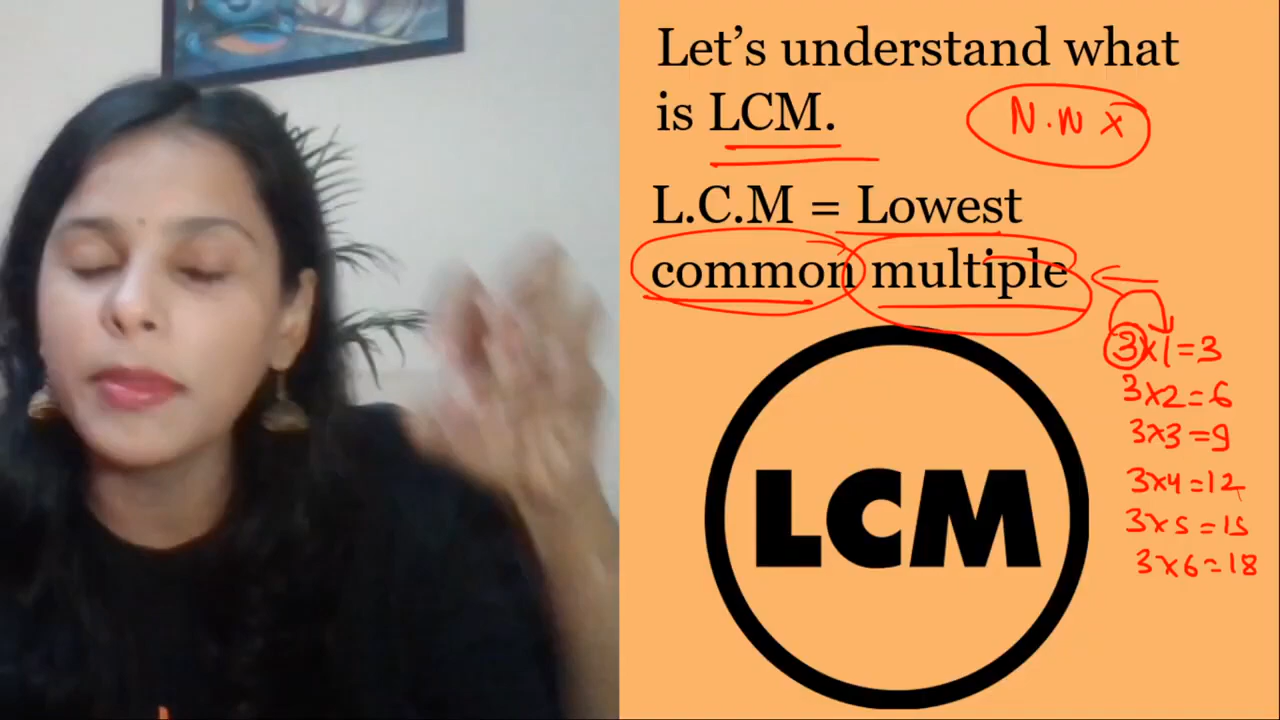 Let’s understand what
is LCM.
N.W X
L.C.M = Lowest
common multiple
3x1=3
3x2=6
3x3=9
3x4=12
3x5=15
3x6=18
LCM